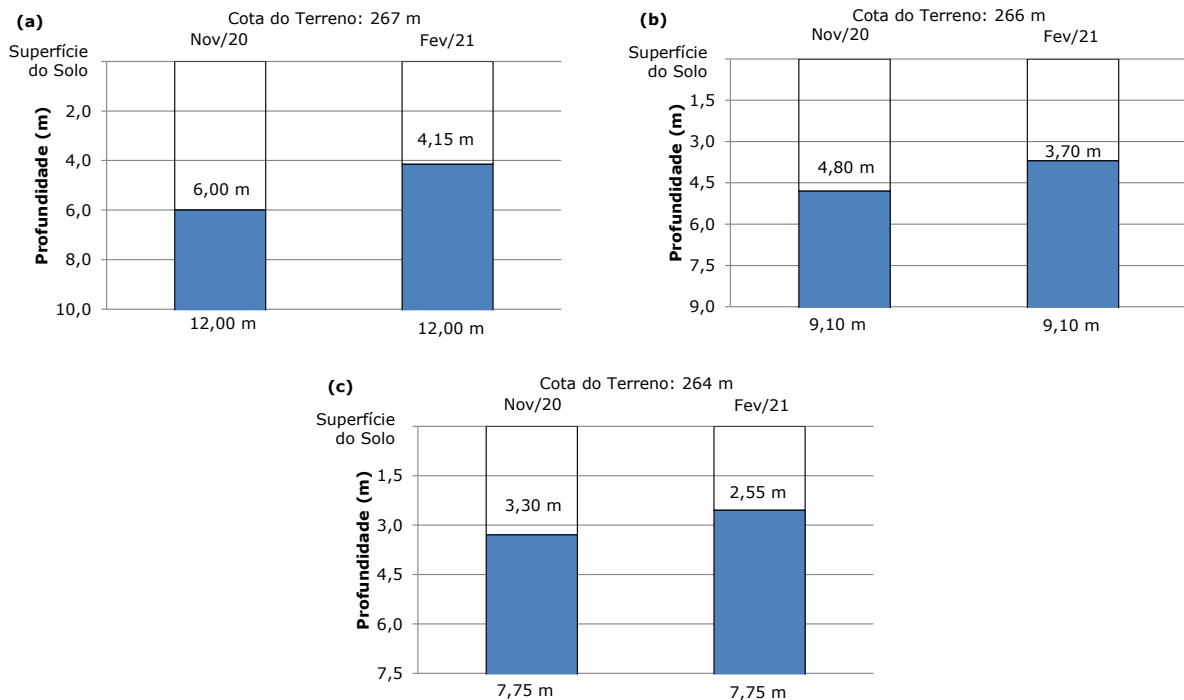 (a)
Cota do Terreno: 267 m
Nov/20
Fev/21
Superfície
do Solo
Profundidade (m)
2,0
4,0
6,0
8,0
10,0
6,00 m
4,15 m
12,00 m
12,00 m
(b)
Cota do Terreno: 266 m
Nov/20
Fev/21
Superfície
do Solo
Profundidade (m)
1,5
3,0
4,5
6,0
7,5
9,0
4,80 m
3,70 m
9,10 m
9,10 m
(c)
Cota do Terreno: 264 m
Nov/20
Fev/21
Superfície
do Solo
Profundidade (m)
1,5
3,0
4,5
6,0
7,5
3,30 m
2,55 m
7,75 m
7,75 m